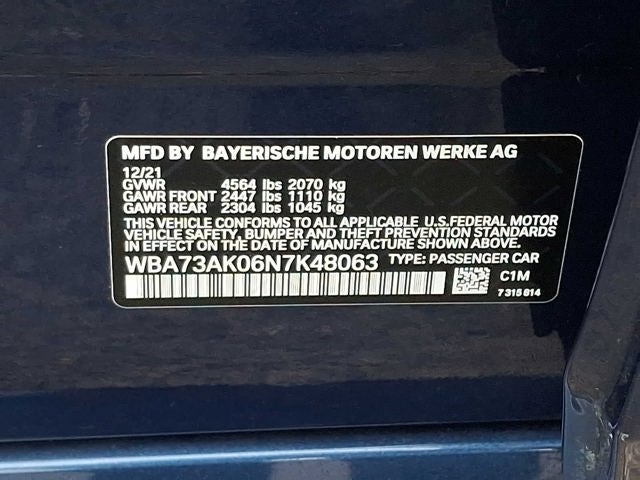 MFD BY BAYERISCHE MOTOREN WERKE AG
12/21
GVWR 4564 lbs 2070 kg
GAWR FRONT 2447 lbs 1110 kg
GAWR REAR 2304 lbs 1045 kg
THIS VEHICLE CONFORMS TO ALL APPLICABLE U.S.FEDERAL MOTOR
VEHICLE SAFETY, BUMPER AND THEFT PREVENTION STANDARDS
IN EFFECT ON THE DATE OF MANUFACTURE SHOWN ABOVE.
WBA73AK06N7K48063 TYPE: PASSENGER CAR
C1M
7 315 614